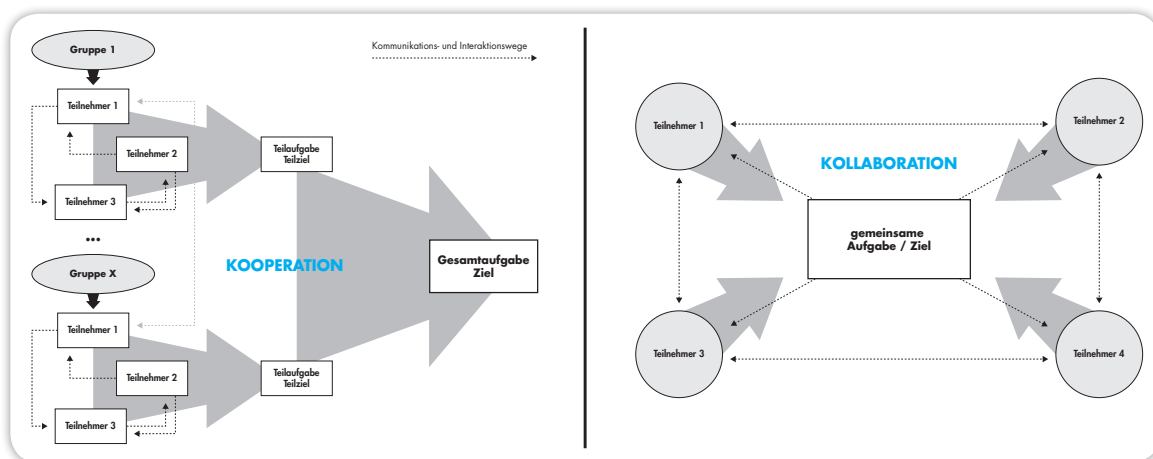 Gruppe 1
Kommunikations- und Interaktionswege
Teilnehmer 1
Teilnehmer 2
Teilnehmer 3
Teilaufgabe
Teilziel
...
Gruppe X
Teilnehmer 1
Teilnehmer 2
Teilnehmer 3
Teilaufgabe
Teilziel
KOOPERATION
Gesamtaufgabe
Ziel
Teilnehmer 1
Teilnehmer 2
KOLLABORATION
gemeinsame
Aufgabe / Ziel
Teilnehmer 3
Teilnehmer 4